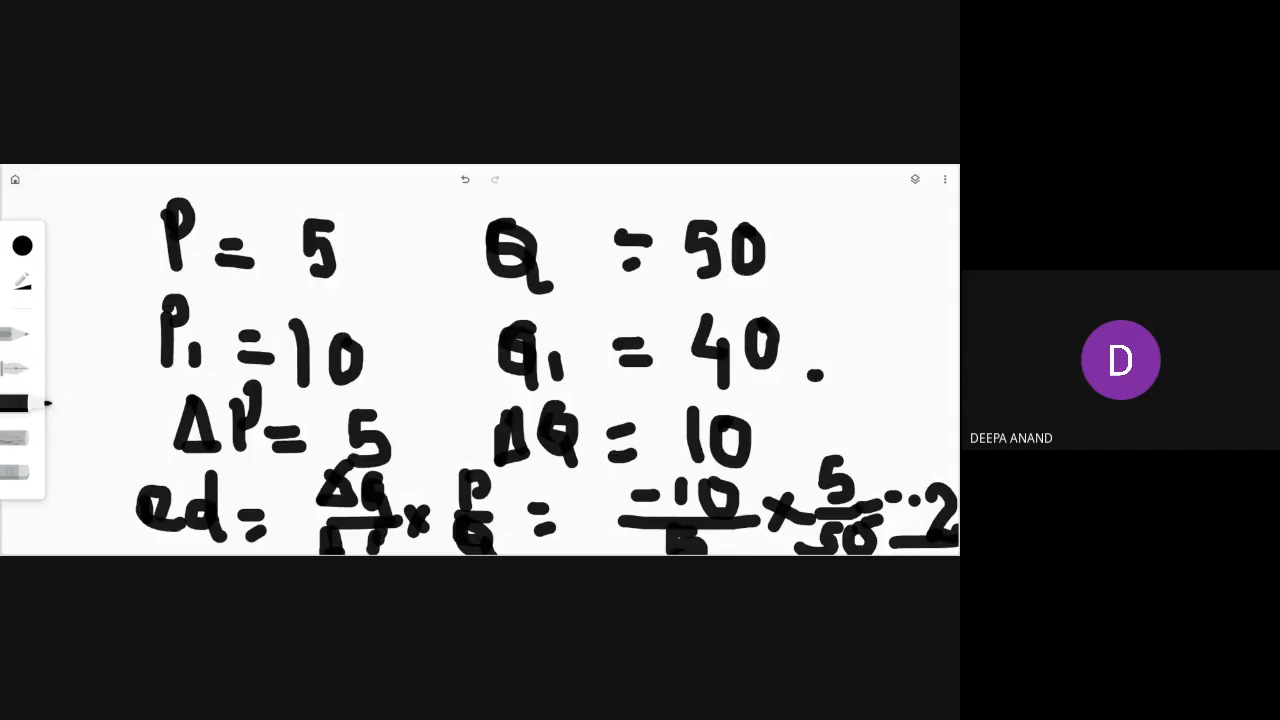 P = 5 Q = 50
P₁ = 10 Q₁ = 40 .
ΔP = 5 ΔQ = 10
ed = ΔQ/ΔP × P/Q = -10/5 × 5/50 = -.2
D
DEEPA ANAND